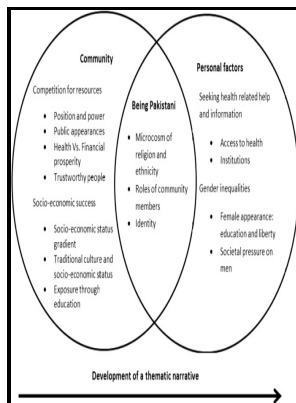 Community
Competition for resources
• Position and power
• Public appearances
• Health Vs. Financial
prosperity
• Trustworthy people
Socio-economic success
• Socio-economic status
gradient
• Traditional culture and
socio-economic status
• Exposure through
education
Being Pakistani
• Microcosm of
religion and
ethnicity
• Roles of community
members
• Identity
Personal factors
Seeking health related help
and information
• Access to health
• Institutions
Gender inequalities
• Female appearance:
education and liberty
• Societal pressure on
men
Development of a thematic narrative